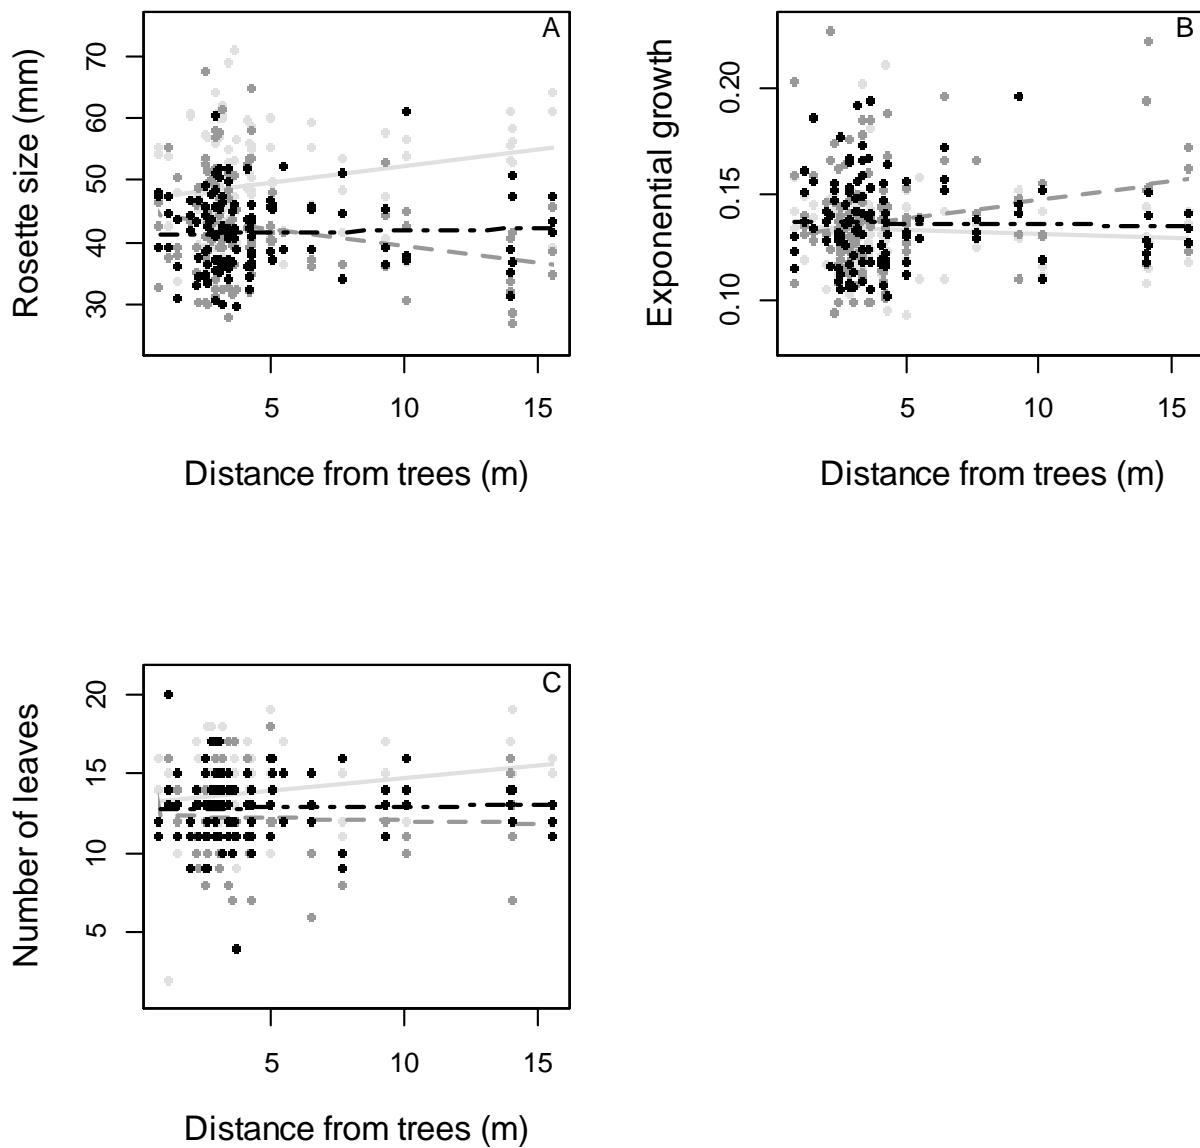 A
Rosette size (mm)
70
60
50
40
30
5 10 15
Distance from trees (m)
B
Exponential growth
0.20
0.15
0.10
5 10 15
Distance from trees (m)
C
Number of leaves
20
15
10
5
5 10 15
Distance from trees (m)